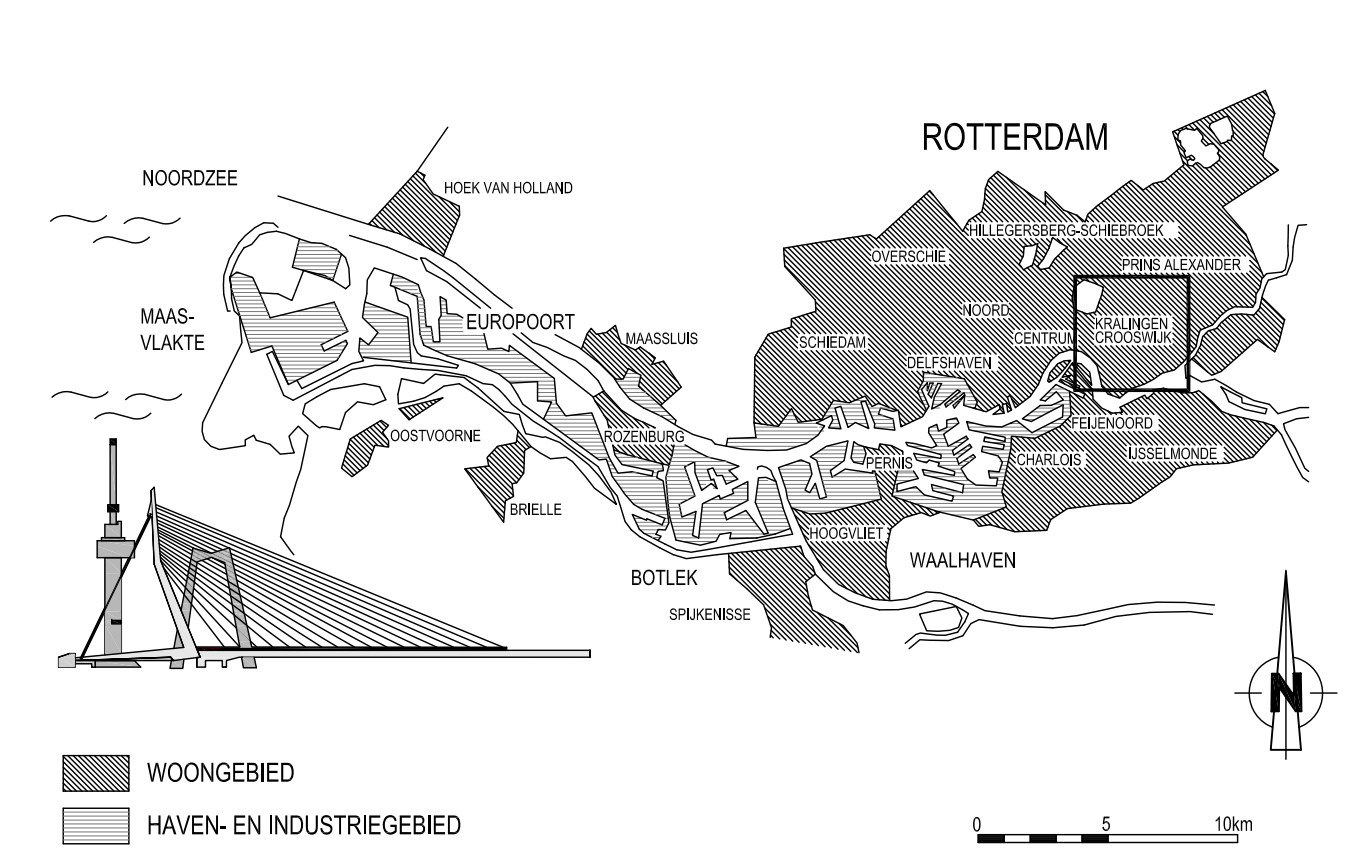 ROTTERDAM
NOORDZEE
HOEK VAN HOLLAND
HILLEGERSBERG-SCHIEBROEK
OVERSCHIE
PRINS ALEXANDER
MAAS-
VLAKTE
EUROPOORT
NOORD
KRALINGEN
CROOSWIJK
MAASSLUIS
SCHIEDAM
CENTRUM
DELFSHAVEN
OOSTVOORNE
ROZENBURG
FEIJENOORD
PERNIS
CHARLOIS
IJSSELMONDE
BRIELLE
HOOGVLIET
WAALHAVEN
BOTLEK
SPIJKENISSE
N
WOONGEBIED
HAVEN- EN INDUSTRIEGEBIED
0 5 10km